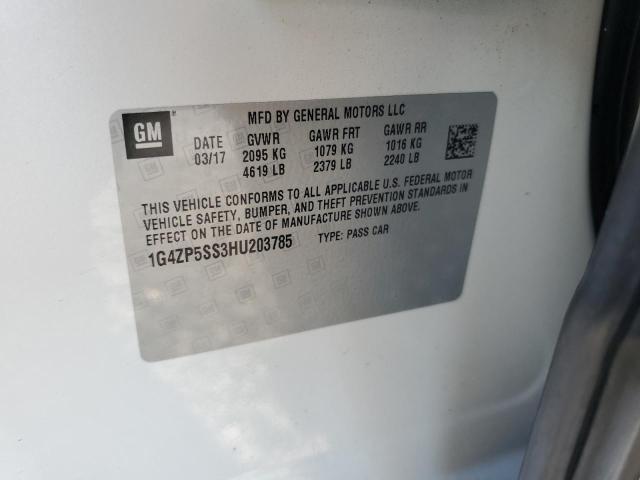 MFD BY GENERAL MOTORS LLC
GM
DATE GVWR GAWR FRT GAWR RR
03/17 2095 KG 1079 KG 1016 KG
4619 LB 2379 LB 2240 LB
THIS VEHICLE CONFORMS TO ALL APPLICABLE U.S. FEDERAL MOTOR
VEHICLE SAFETY, BUMPER, AND THEFT PREVENTION STANDARDS IN
EFFECT ON THE DATE OF MANUFACTURE SHOWN ABOVE.
1G4ZP5SS3HU203785 TYPE: PASS CAR